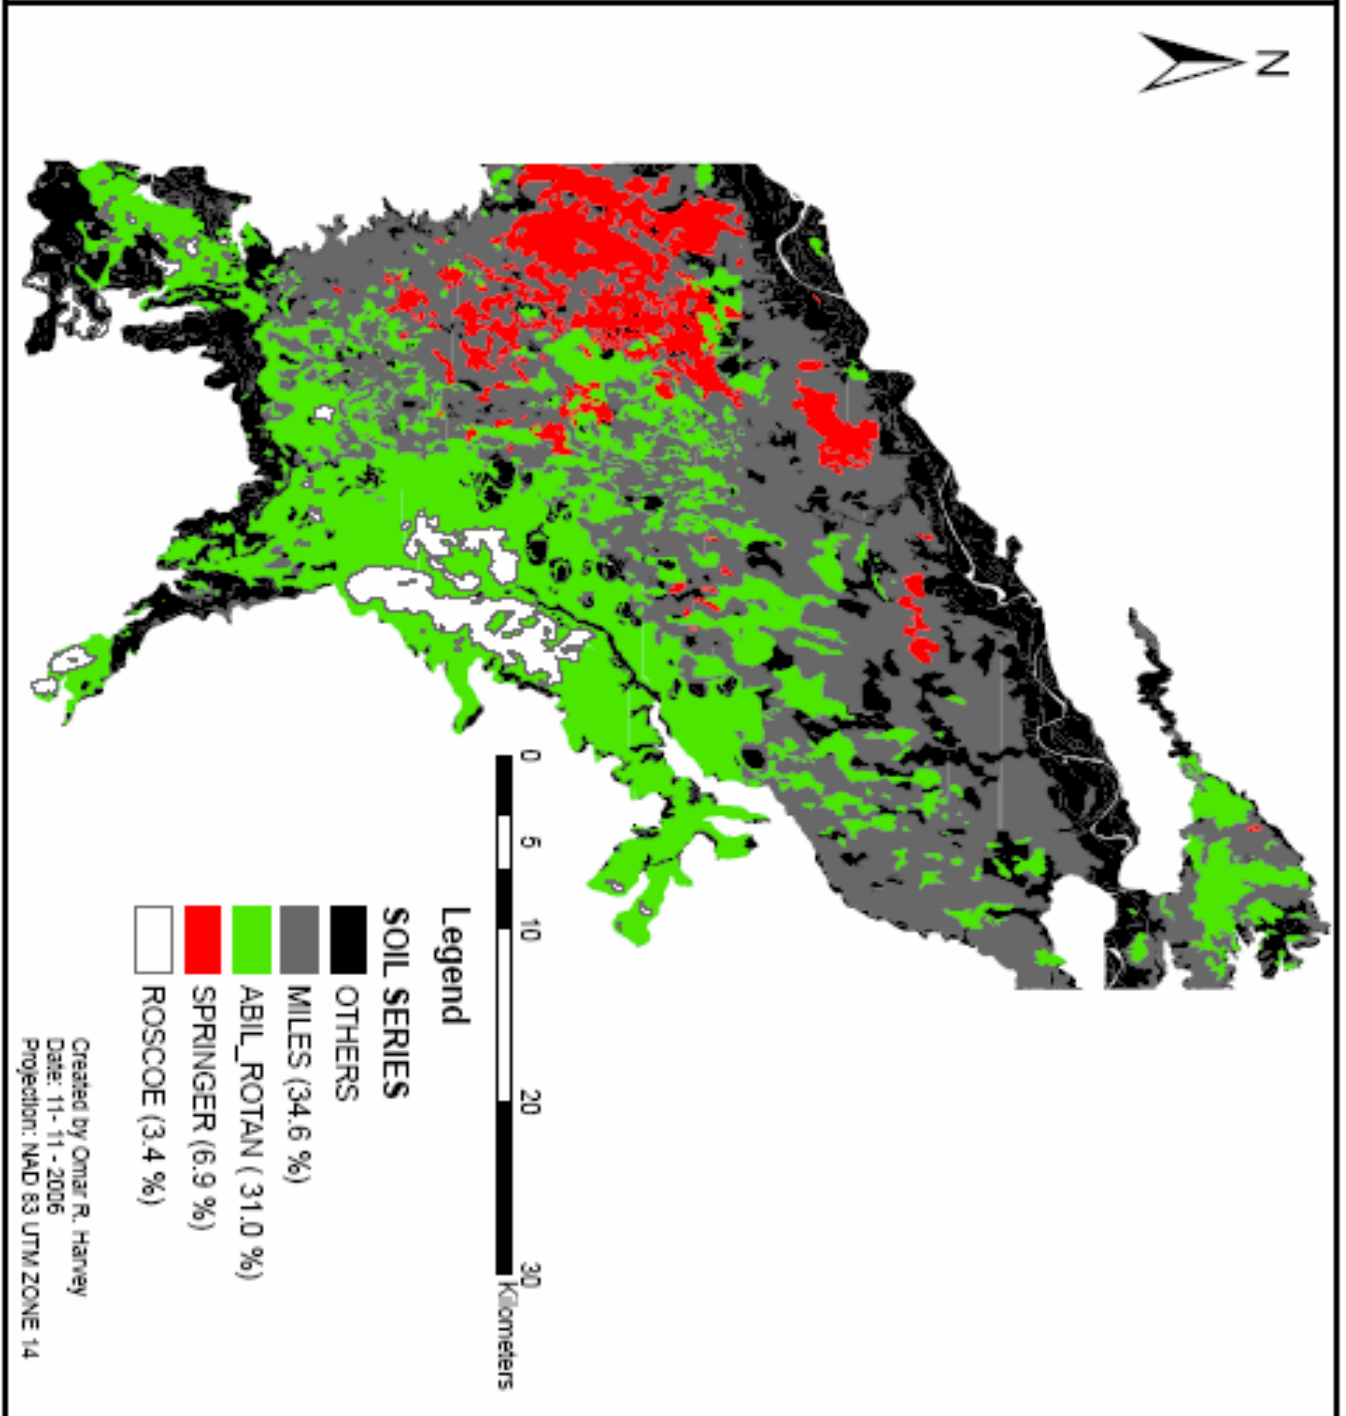 N
0 5 10 20 30
Kilometers
Legend
SOIL SERIES
OTHERS
MILES (34.6 %)
ABIL_ROTAN ( 31.0 %)
SPRINGER (6.9 %)
ROSCOE (3.4 %)
Created by Omar R. Harvey
Date: 11- 11 - 2006
Projection: NAD 83 UTM ZONE 14